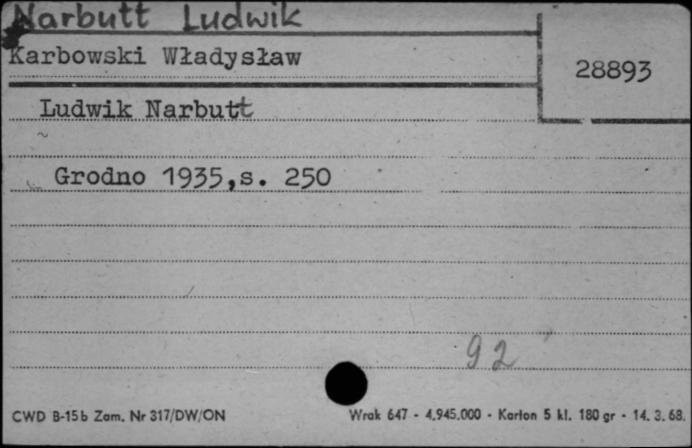 Narbutt Ludwik
Karbowski Władysław
28893
Ludwik Narbutt
Grodno 1935, s. 250
92
CWD B-15b Zam. Nr 317/DW/ON Wrak 647 - 4.945.000 - Karton 5 kl. 180 gr - 14. 3. 68.